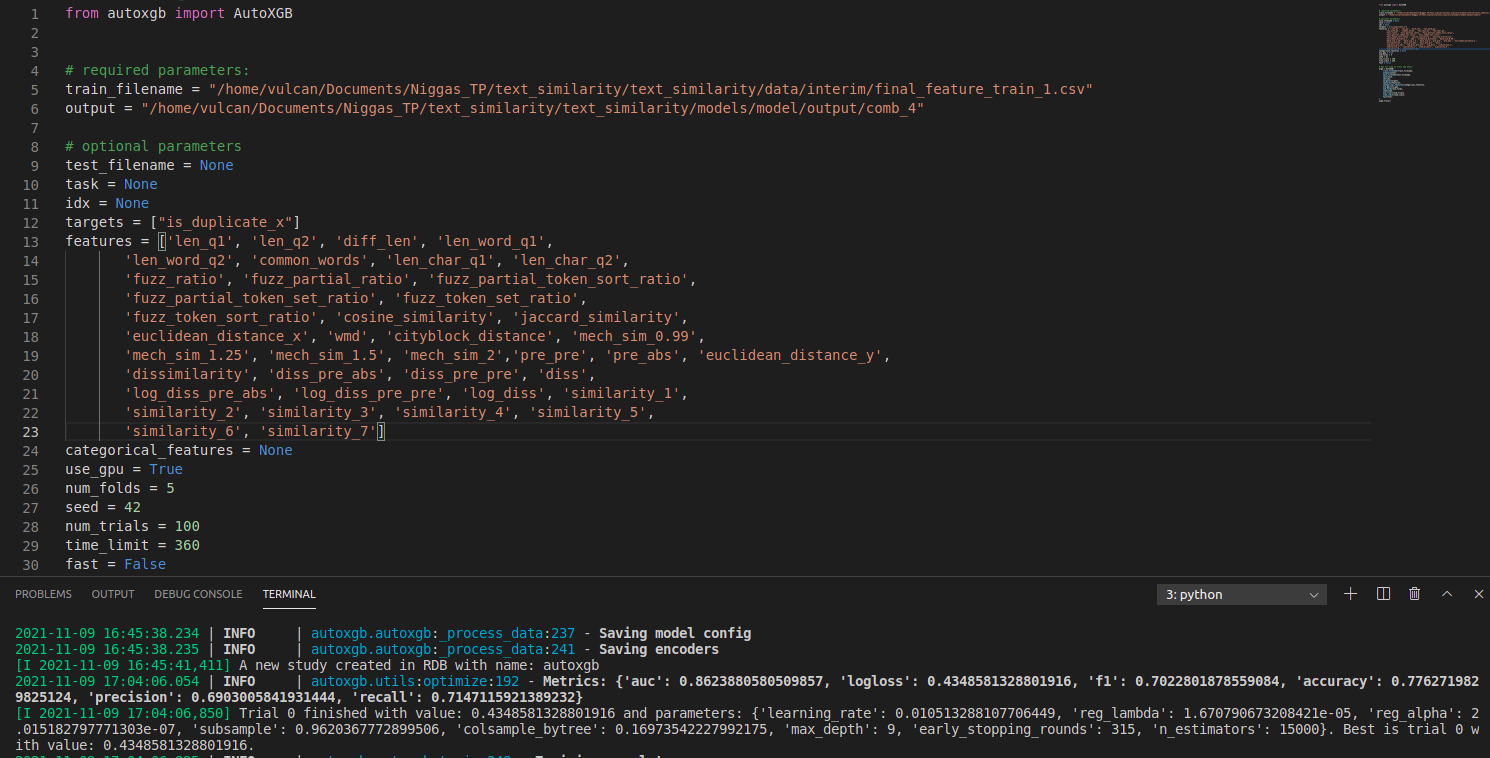 1 from autoxgb import AutoXGB
2
3
4 # required parameters:
5 train_filename = "/home/vulcan/Documents/Niggas_TP/text_similarity/text_similarity/data/interim/final_feature_train_1.csv"
6 output = "/home/vulcan/Documents/Niggas_TP/text_similarity/text_similarity/models/model/output/comb_4"
7
8 # optional parameters
9 test_filename = None
10 task = None
11 idx = None
12 targets = ["is_duplicate_x"]
13 features = ['len_q1', 'len_q2', 'diff_len', 'len_word_q1',
14 'len_word_q2', 'common_words', 'len_char_q1', 'len_char_q2',
15 'fuzz_ratio', 'fuzz_partial_ratio', 'fuzz_partial_token_sort_ratio',
16 'fuzz_partial_token_set_ratio', 'fuzz_token_set_ratio',
17 'fuzz_token_sort_ratio', 'cosine_similarity', 'jaccard_similarity',
18 'euclidean_distance_x', 'wmd', 'cityblock_distance', 'mech_sim_0.99',
19 'mech_sim_1.25', 'mech_sim_1.5', 'mech_sim_2','pre_pre', 'pre_abs', 'euclidean_distance_y',
20 'dissimilarity', 'diss_pre_abs', 'diss_pre_pre', 'diss',
21 'log_diss_pre_abs', 'log_diss_pre_pre', 'log_diss', 'similarity_1',
22 'similarity_2', 'similarity_3', 'similarity_4', 'similarity_5',
23 'similarity_6', 'similarity_7']
24 categorical_features = None
25 use_gpu = True
26 num_folds = 5
27 seed = 42
28 num_trials = 100
29 time_limit = 360
30 fast = False
PROBLEMS OUTPUT DEBUG CONSOLE TERMINAL 3: python
2021-11-09 16:45:38.234 | INFO | autoxgb.autoxgb:_process_data:237 - Saving model config
2021-11-09 16:45:38.235 | INFO | autoxgb.autoxgb:_process_data:241 - Saving encoders
[I 2021-11-09 16:45:41,411] A new study created in RDB with name: autoxgb
2021-11-09 17:04:06.054 | INFO | autoxgb.utils:optimize:192 - Metrics: {'auc': 0.8623880580509857, 'logloss': 0.4348581328801916, 'f1': 0.7022801878559084, 'accuracy': 0.776271982
9825124, 'precision': 0.6903005841931444, 'recall': 0.7147115921389232}
[I 2021-11-09 17:04:06,850] Trial 0 finished with value: 0.4348581328801916 and parameters: {'learning_rate': 0.010513288107706449, 'reg_lambda': 1.670790673208421e-05, 'reg_alpha': 2
.015182797771303e-07, 'subsample': 0.9620367772899506, 'colsample_bytree': 0.16973542227992175, 'max_depth': 9, 'early_stopping_rounds': 315, 'n_estimators': 15000}. Best is trial 0 w
ith value: 0.4348581328801916.